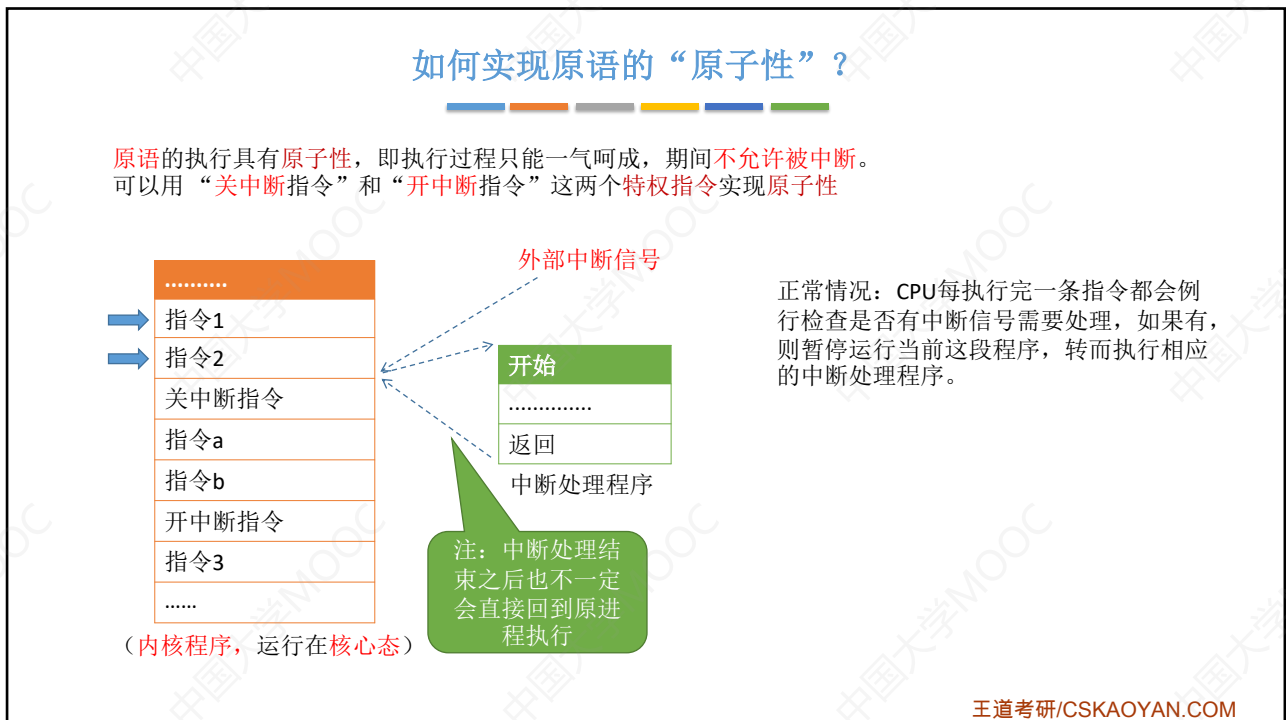 如何实现原语的“原子性”？
原语的执行具有原子性，即执行过程只能一气呵成，期间不允许被中断。
可以用 “关中断指令”和“开中断指令”这两个特权指令实现原子性
..........
指令1
指令2
关中断指令
指令a
指令b
开中断指令
指令3
......
（内核程序，运行在核心态）
外部中断信号
开始
..............
返回
中断处理程序
注：中断处理结
束之后也不一定
会直接回到原进
程执行
正常情况：CPU每执行完一条指令都会例
行检查是否有中断信号需要处理，如果有，
则暂停运行当前这段程序，转而执行相应
的中断处理程序。
王道考研/CSKAOYAN.COM
中国大学MOOC